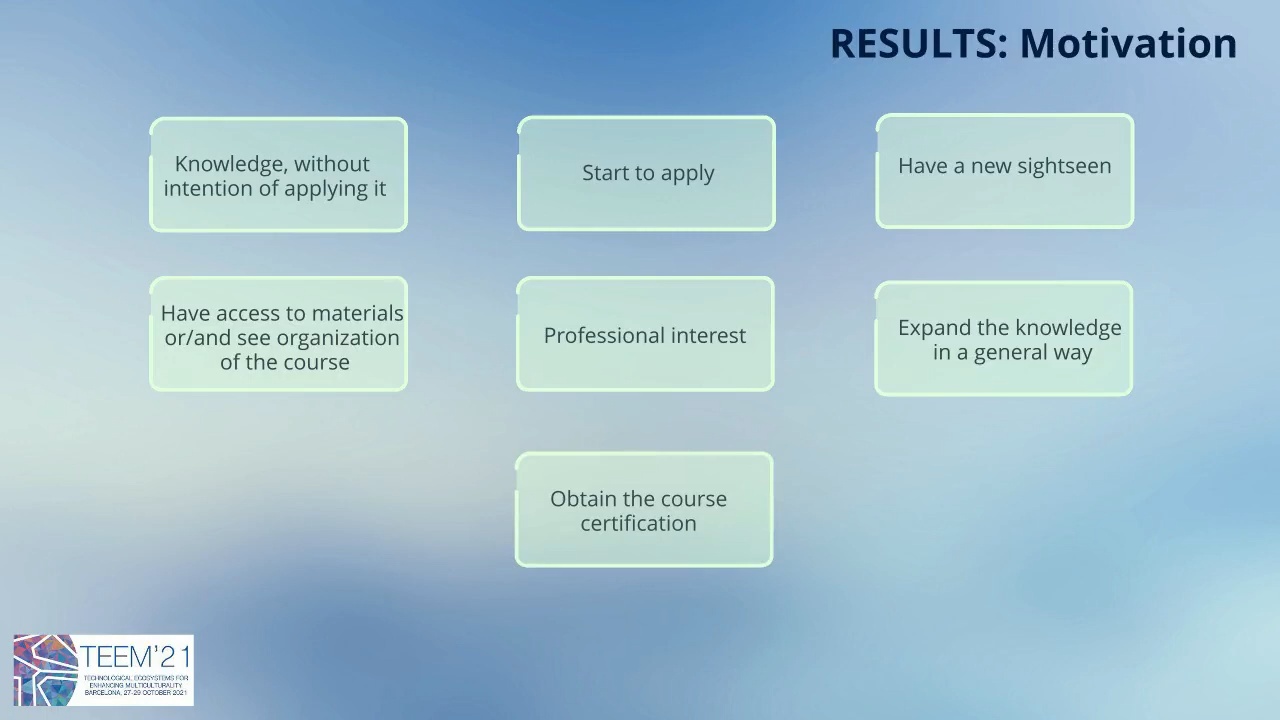 RESULTS: Motivation
Knowledge, without
intention of applying it
Start to apply
Have a new sightseen
Have access to materials
or/and see organization
of the course
Professional interest
Expand the knowledge
in a general way
Obtain the course
certification
TEEM'21
TECHNOLOGICAL ECOSYSTEMS FOR
ENHANCING MULTICULTURALITY
BARCELONA, 27-29 OCTOBER 2021